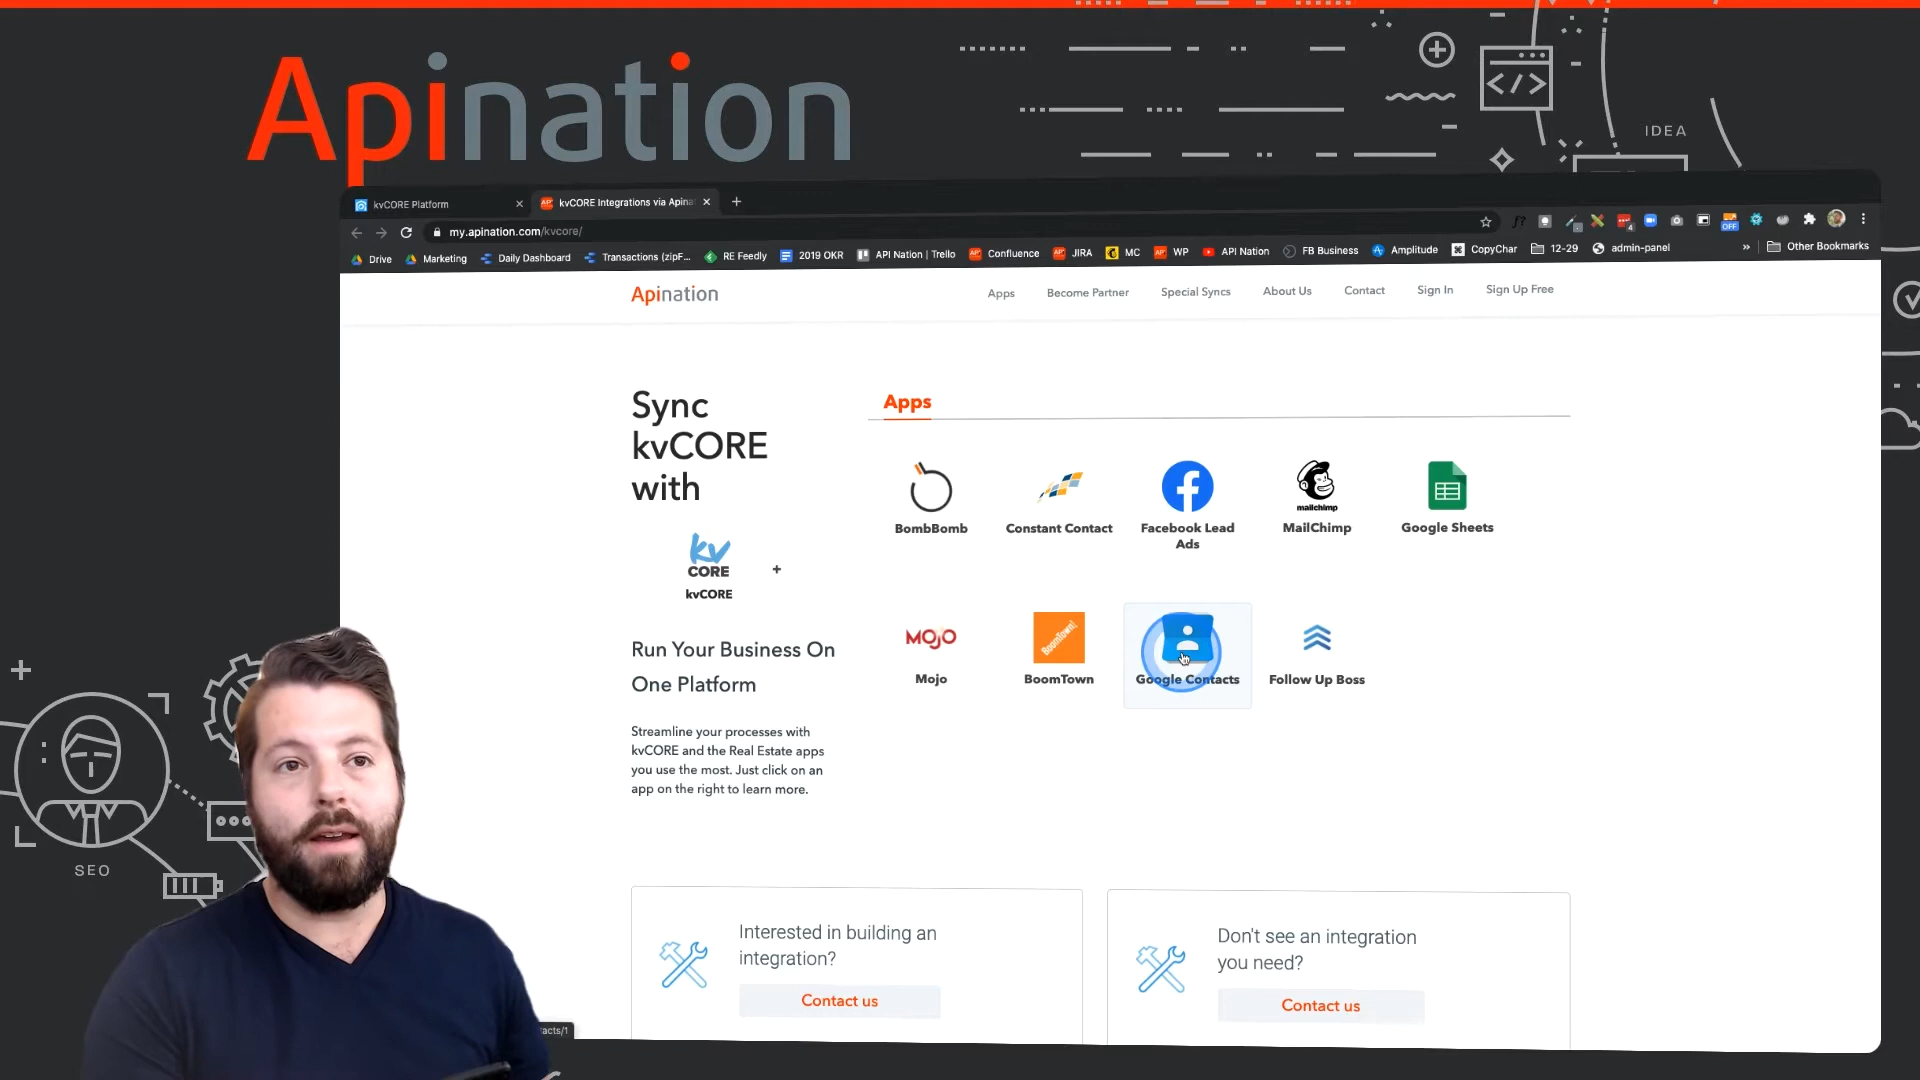 Apination
IDEA
kvCORE Platform
kvCORE Integrations via Apina
my.apination.com/kvcore/
Drive
Marketing
Daily Dashboard
Transactions (zipF...
RE Feedly
2019 OKR
API Nation | Trello
Confluence
JIRA
MC
WP
API Nation
FB Business
Amplitude
CopyChar
12-29
admin-panel
»
Other Bookmarks
OFF
Apination
Apps
Become Partner
Special Syncs
About Us
Contact
Sign In
Sign Up Free
Sync
kvCORE
with
kv
CORE
kvCORE
+
Run Your Business On
One Platform
Streamline your processes with
kvCORE and the Real Estate apps
you use the most. Just click on an
app on the right to learn more.
Apps
BombBomb
Constant Contact
Facebook Lead
Ads
mailchimp
MailChimp
Google Sheets
MOJO
Mojo
BoomTown!
BoomTown
Google Contacts
Follow Up Boss
Interested in building an
integration?
Contact us
Don't see an integration
you need?
Contact us
acts/1
SEO